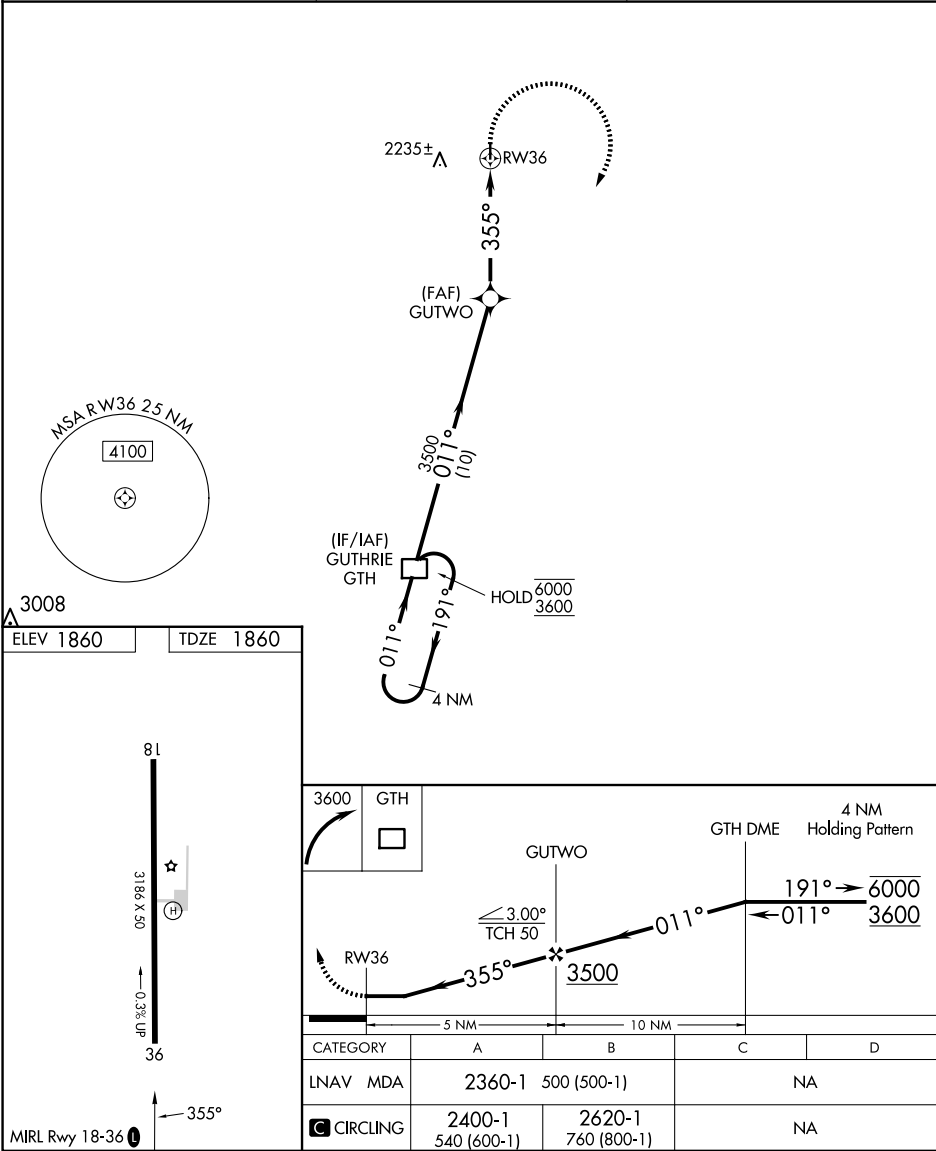 2235±
RW36
355°
(FAF)
GUTWO
MSA RW36 25 NM
4100
3500
011°
(10)
(IF/IAF)
GUTHRIE
GTH
HOLD 6000
3600
191°
011°
4 NM
3008
ELEV 1860
TDZE 1860
18
3186 X 50
H
0.3% UP
36
355°
MIRL Rwy 18-36 L
3600
GTH
4 NM
Holding Pattern
GTH DME
GUTWO
191° 6000
011° 3600
3.00°
TCH 50
011°
RW36
355°
3500
5 NM
10 NM
CATEGORY A B C D
LNAV MDA 2360-1 500 (500-1) NA
C CIRCLING 2400-1 2620-1 NA
540 (600-1) 760 (800-1)